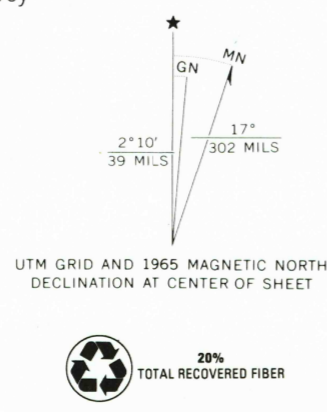 MN
GN
2°10′
39 MILS
17°
302 MILS
UTM GRID AND 1965 MAGNETIC NORTH
DECLINATION AT CENTER OF SHEET
20%
TOTAL RECOVERED FIBER